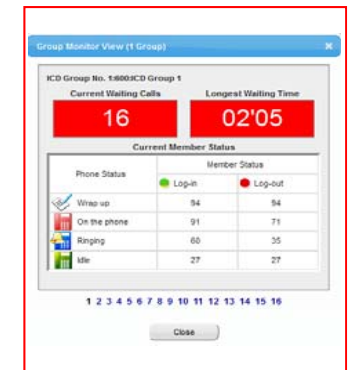 Group Monitor View (1 Group)
ICD Group No. 1:600:ICD Group 1
Current Waiting Calls Longest Waiting Time
16 02'05
Current Member Status
Phone Status Member Status
Log-in Log-out
Wrap up 94 94
On the phone 91 71
Ringing 60 35
Idle 27 27
1 2 3 4 5 6 7 8 9 10 11 12 13 14 15 16
Close